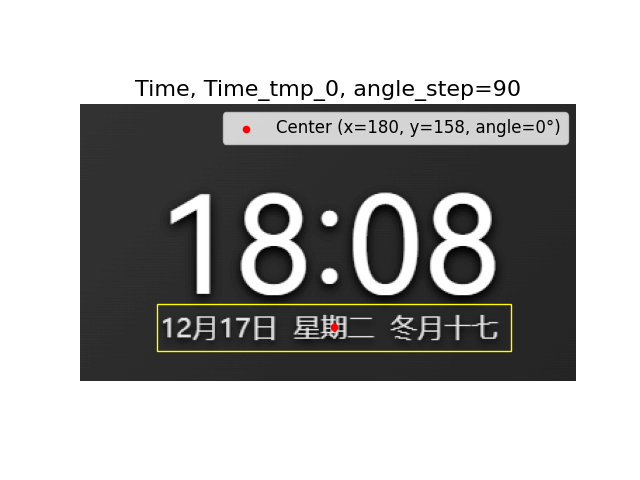 Time, Time_tmp_0, angle_step=90
Center (x=180, y=158, angle=0°)
18:08
12月17日 星期二 冬月十七